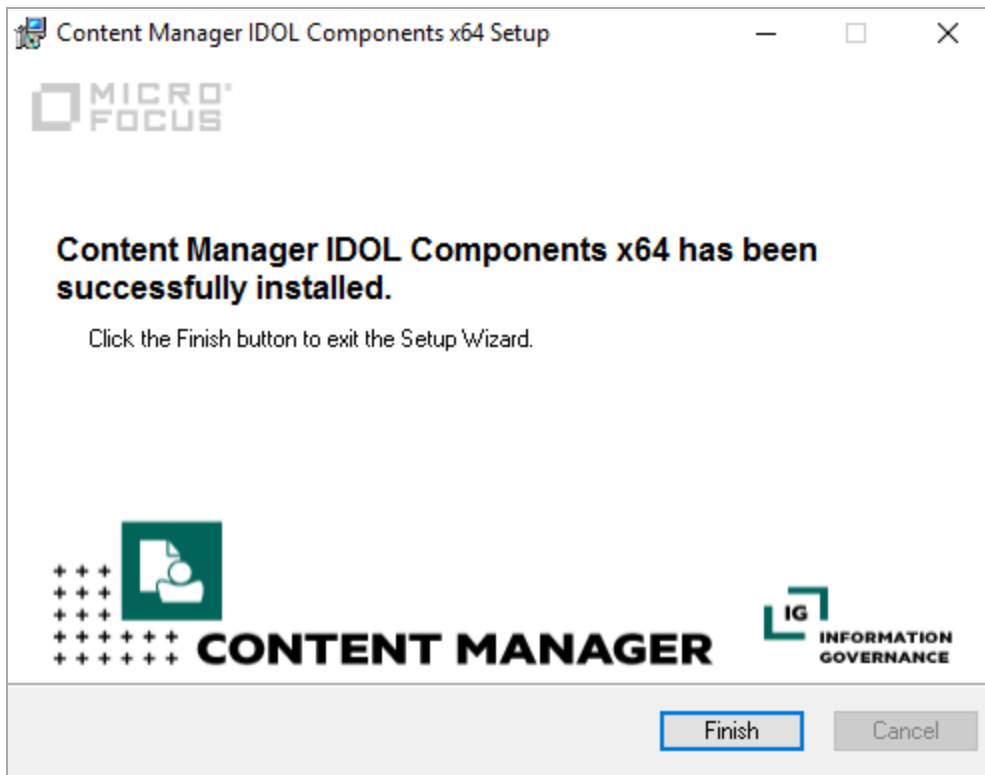 Content Manager IDOL Components x64 Setup
MICRO
FOCUS
Content Manager IDOL Components x64 has been
successfully installed.
Click the Finish button to exit the Setup Wizard.
CONTENT MANAGER
IG
INFORMATION
GOVERNANCE
Finish
Cancel